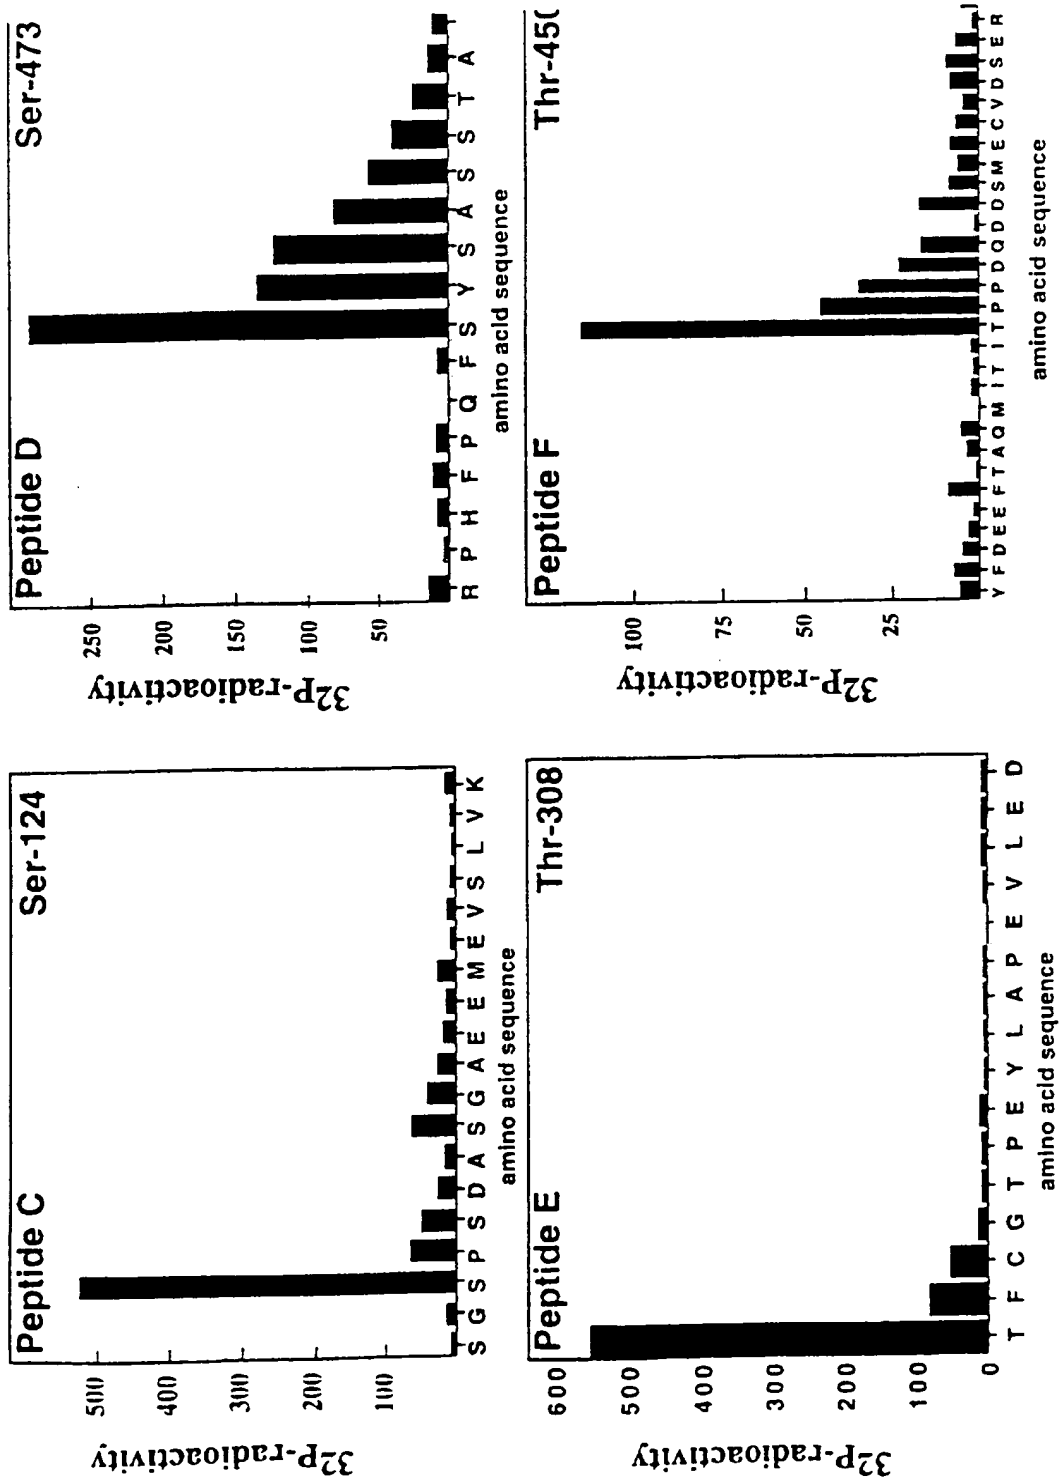 Peptide C
Ser-124
32P-radioactivity
500
400
300
200
100
S G S P S D A S G A E E M E V S L V K
amino acid sequence
Peptide D
Ser-473
32P-radioactivity
250
200
150
100
50
R P H F P Q F S Y S A S S T A
amino acid sequence
Peptide E
Thr-308
32P-radioactivity
600
500
400
300
200
100
0
T F C G T P E Y L A P E V L E D
amino acid sequence
Peptide F
Thr-45
32P-radioactivity
100
75
50
25
Y F D E E F T A Q M I T I T P P D Q D D S M E C V D S E R
amino acid sequence